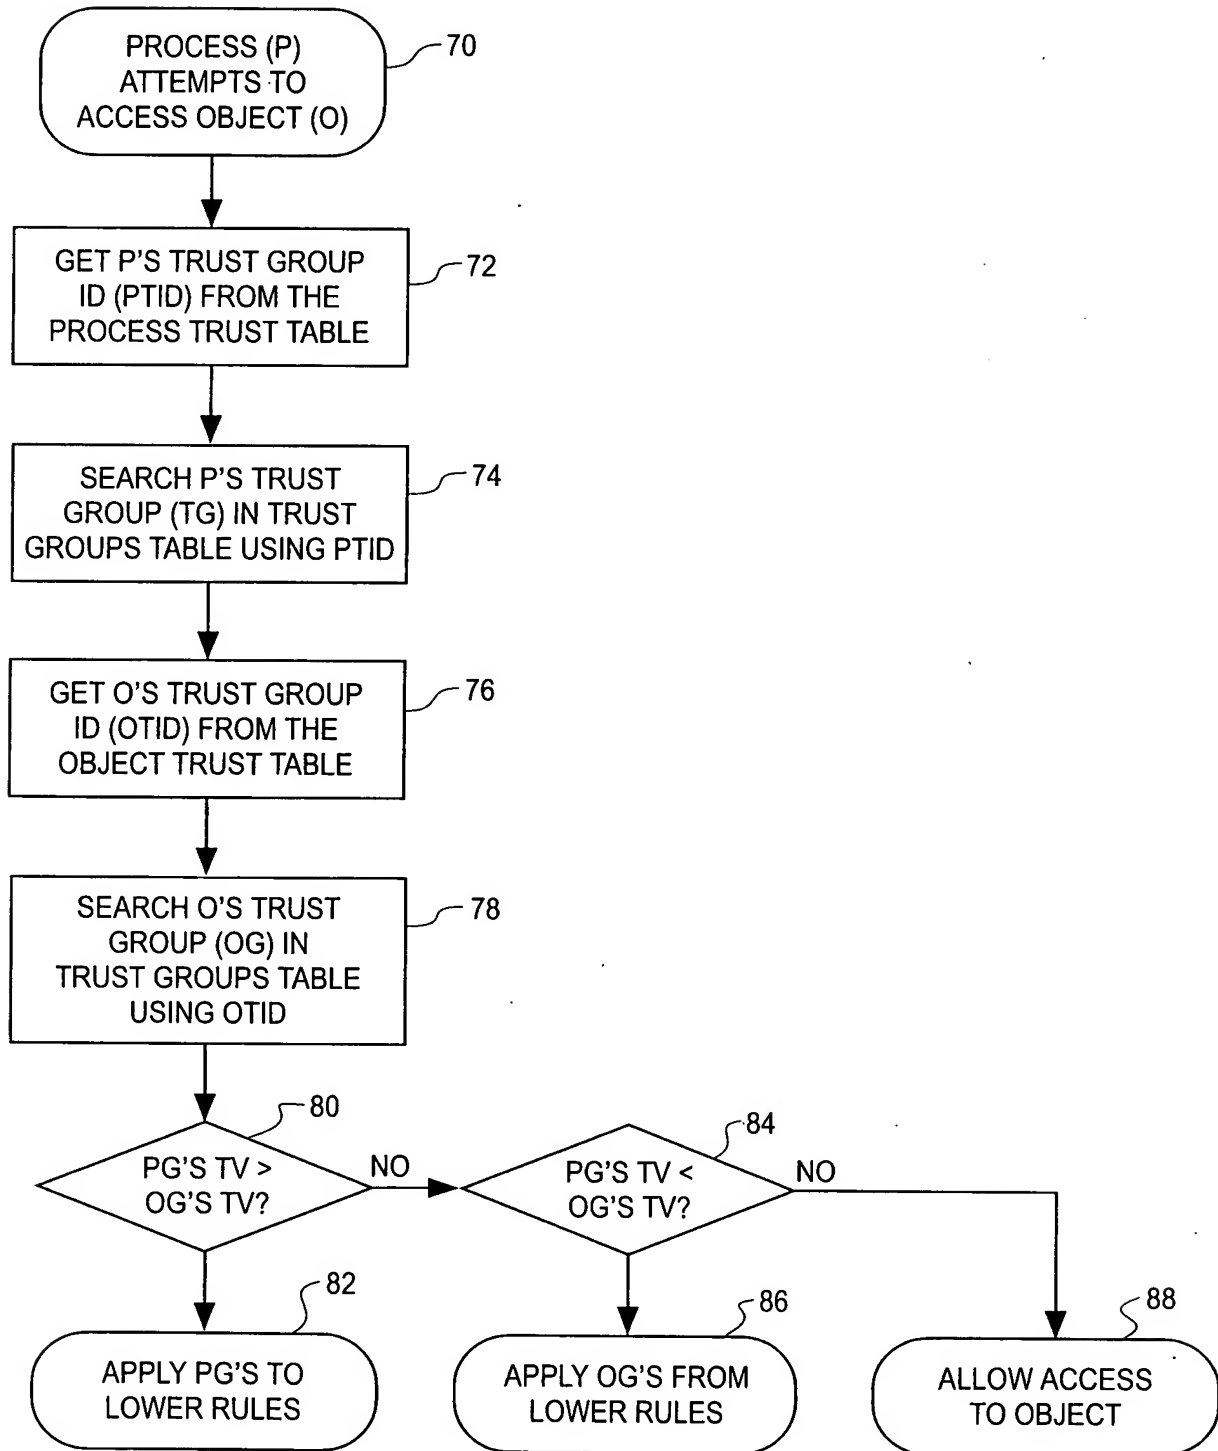 PROCESS (P)
ATTEMPTS TO
ACCESS OBJECT (O)
70
GET P'S TRUST GROUP
ID (PTID) FROM THE
PROCESS TRUST TABLE
72
SEARCH P'S TRUST
GROUP (TG) IN TRUST
GROUPS TABLE USING PTID
74
GET O'S TRUST GROUP
ID (OTID) FROM THE
OBJECT TRUST TABLE
76
SEARCH O'S TRUST
GROUP (OG) IN
TRUST GROUPS TABLE
USING OTID
78
PG'S TV >
OG'S TV?
80
NO
PG'S TV <
OG'S TV?
84
NO
APPLY PG'S TO
LOWER RULES
82
APPLY OG'S FROM
LOWER RULES
86
ALLOW ACCESS
TO OBJECT
88